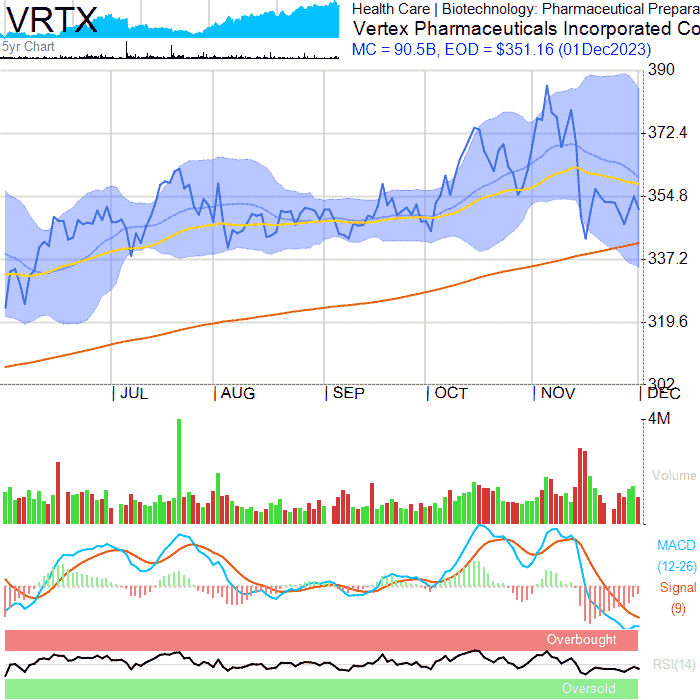 VRTX
5yr Chart
Health Care | Biotechnology: Pharmaceutical Prepara
Vertex Pharmaceuticals Incorporated Co
MC = 90.5B, EOD = $351.16 (01Dec2023)
390
372.4
354.8
337.2
319.6
302
| JUL | AUG | SEP | OCT | NOV | DEC
4M
Volume
MACD
(12-26)
Signal
(9)
Overbought
RSI(14)
Oversold